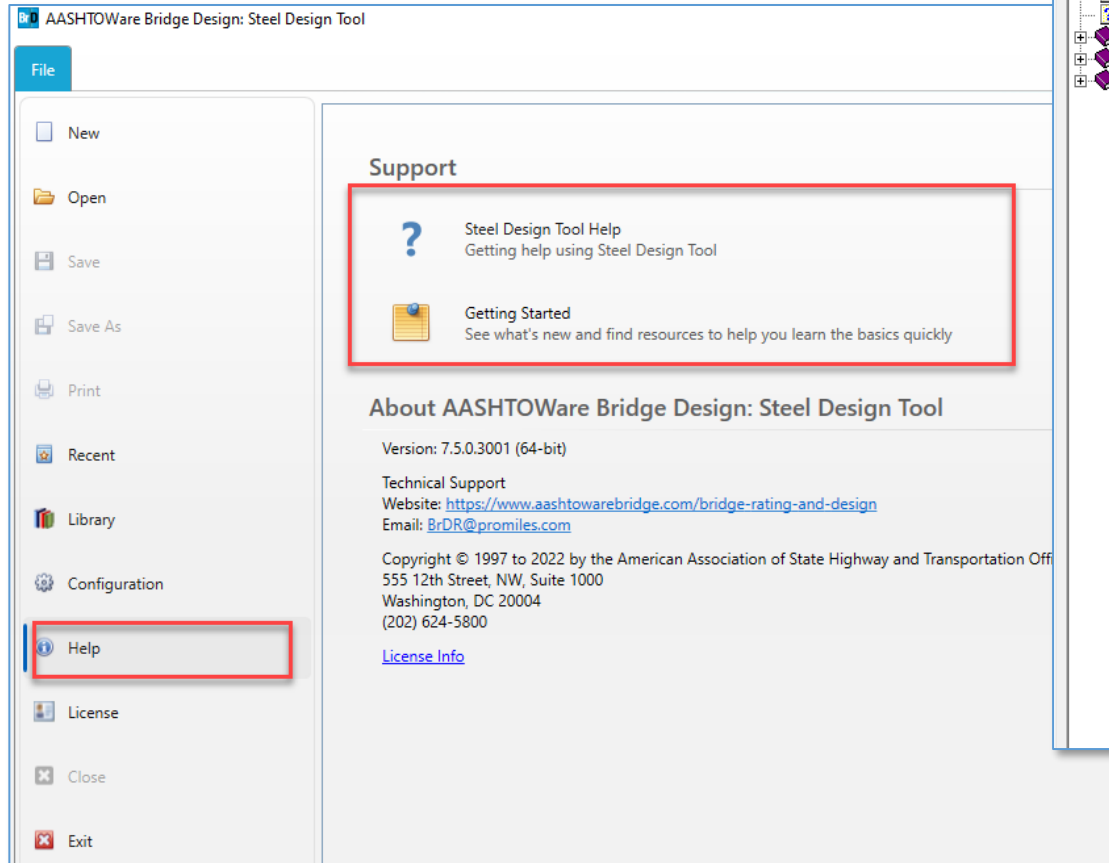 BrD AASHTOWare Bridge Design: Steel Design Tool
File
New
Open
Save
Save As
Print
Recent
Library
Configuration
Help
License
Close
Exit
Support
Steel Design Tool Help
Getting help using Steel Design Tool
Getting Started
See what's new and find resources to help you learn the basics quickly
About AASHTOWare Bridge Design: Steel Design Tool
Version: 7.5.0.3001 (64-bit)
Technical Support
Website: https://www.aashtowarebridge.com/bridge-rating-and-design
Email: BrDR@promiles.com
Copyright © 1997 to 2022 by the American Association of State Highway and Transportation Offi
555 12th Street, NW, Suite 1000
Washington, DC 20004
(202) 624-5800
License Info